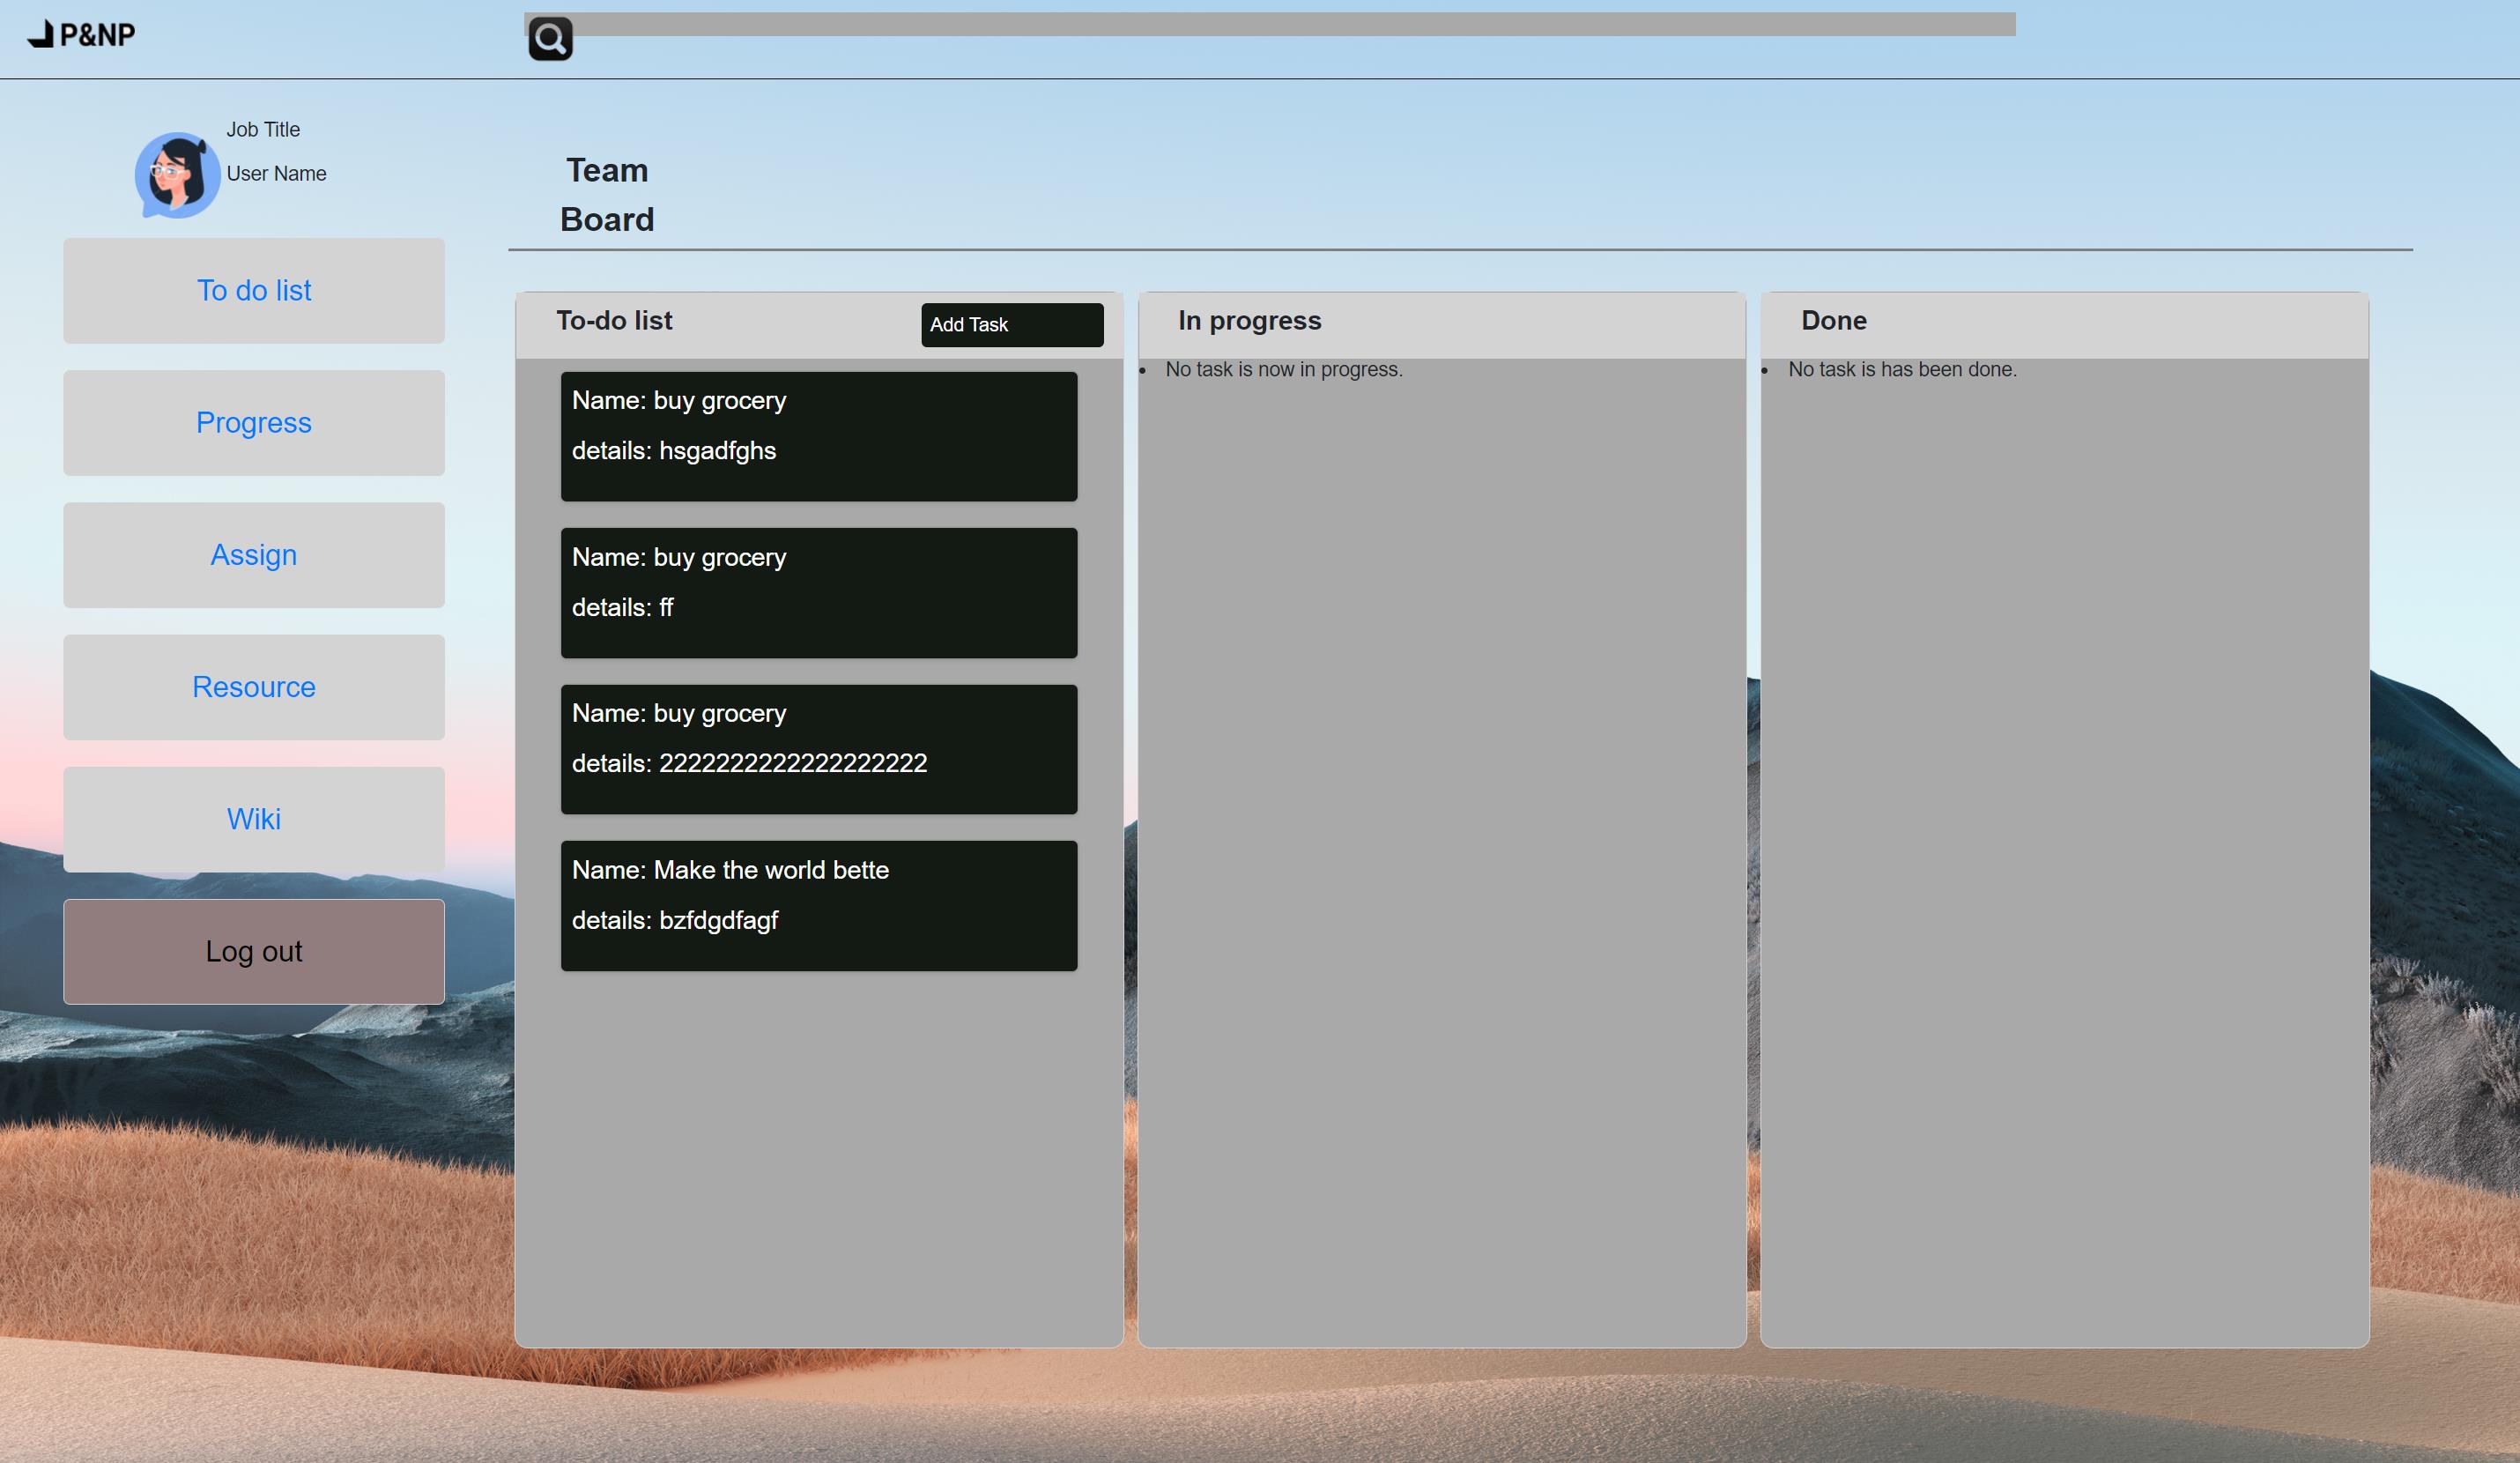 P&NP
Job Title
User Name
To do list
Progress
Assign
Resource
Wiki
Log out
Team
Board
To-do list
Add Task
Name: buy grocery
details: hsgadfghs
Name: buy grocery
details: ff
Name: buy grocery
details: 2222222222222222222
Name: Make the world bette
details: bzfdgdfagf
In progress
No task is now in progress.
Done
No task is has been done.